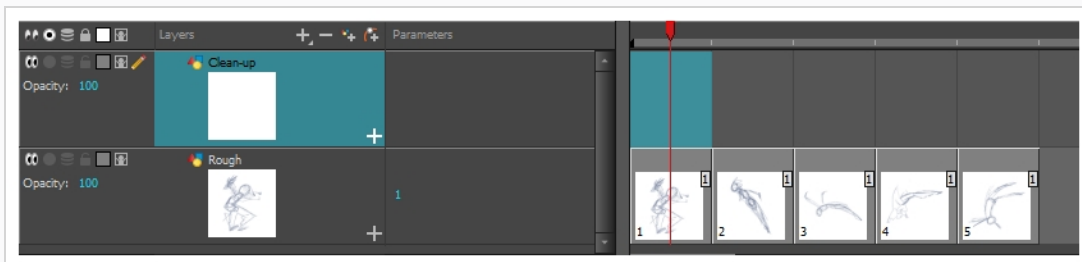 Layers Parameters
Clean-up
Opacity: 100
Rough
Opacity: 100
1
1 1 1 1 1
1 2 3 4 5